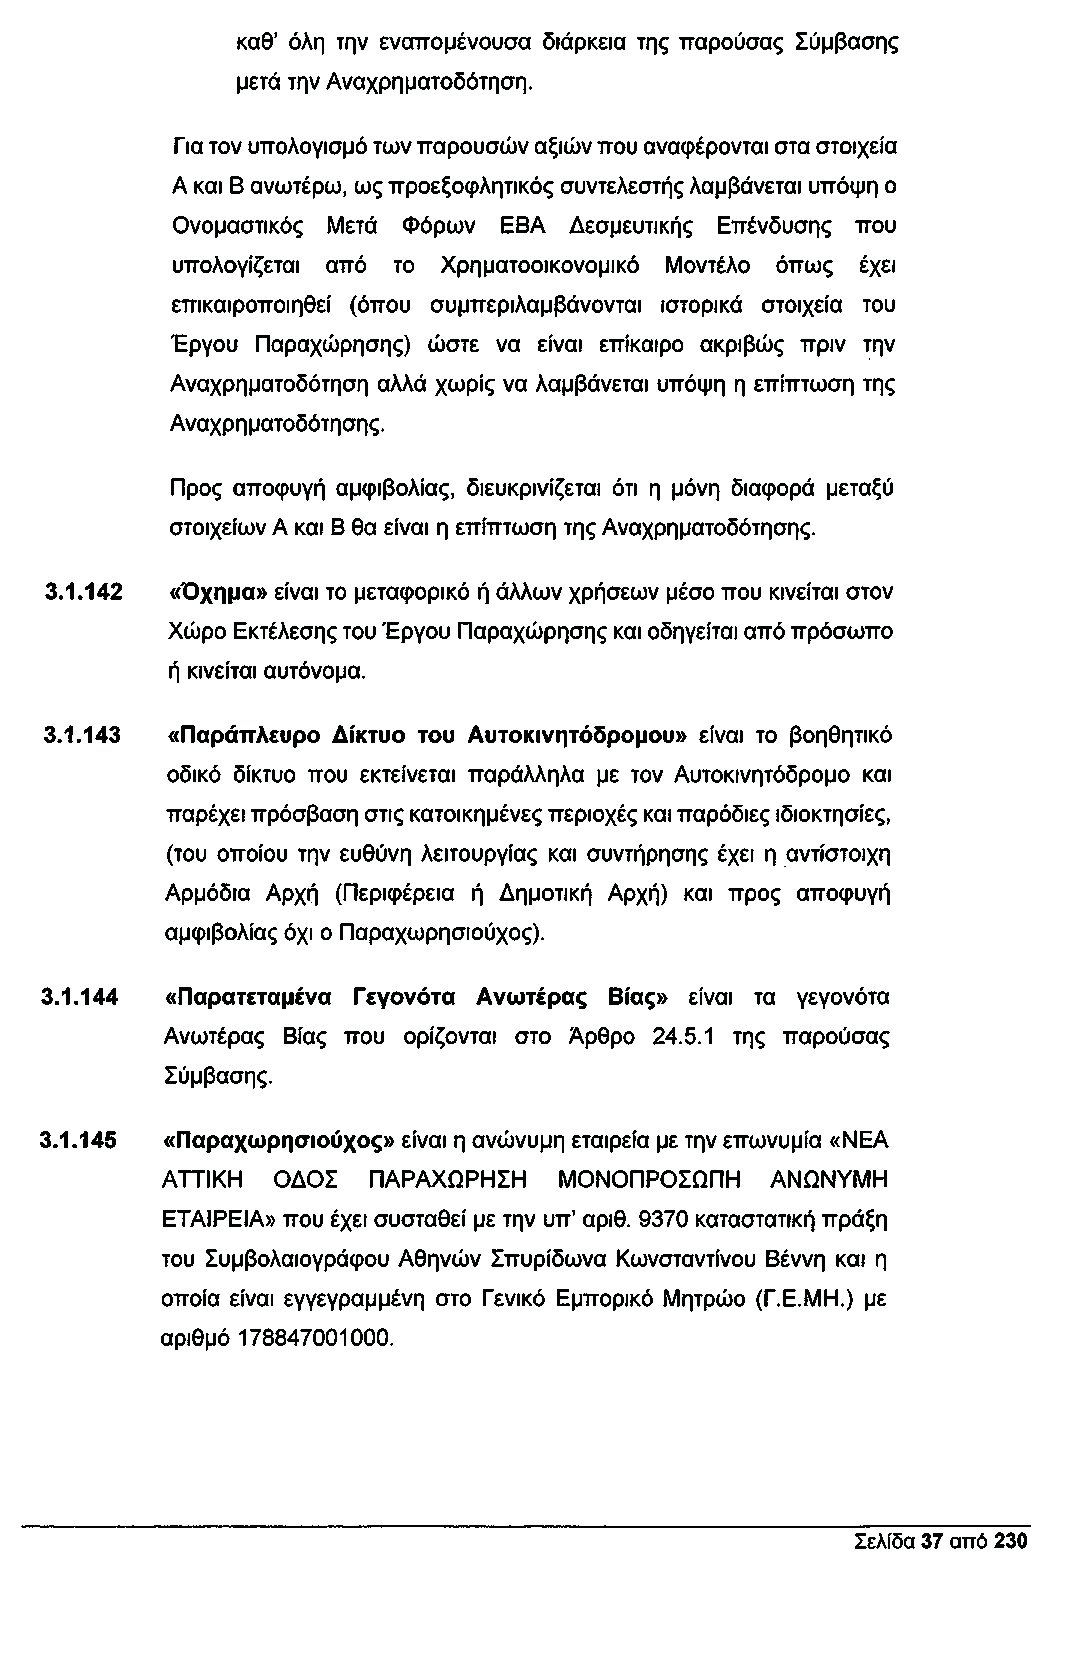 καθ’ όλη την εναπομένουσα διάρκεια της παρούσας Σύμβασης
μετά την Αναχρηματοδότηση.
Για τον υπολογισμό των παρουσών αξιών που αναφέρονται στα στοιχεία
Α και Β ανωτέρω, ως προεξοφλητικός συντελεστής λαμβάνεται υπόψη ο
Ονομαστικός Μετά Φόρων ΕΒΑ Δεσμευτικής Επένδυσης που
υπολογίζεται από το Χρηματοοικονομικό Μοντέλο όπως έχει
επικαιροποιηθεί (όπου συμπεριλαμβάνονται ιστορικά στοιχεία του
Έργου Παραχώρησης) ώστε να είναι επίκαιρο ακριβώς πριν την
Αναχρηματοδότηση αλλά χωρίς να λαμβάνεται υπόψη η επίπτωση της
Αναχρηματοδότησης.
Προς αποφυγή αμφιβολίας, διευκρινίζεται ότι η μόνη διαφορά μεταξύ
στοιχείων Α και Β θα είναι η επίπτωση της Αναχρηματοδότησης.
3.1.142 «Όχημα» είναι το μεταφορικό ή άλλων χρήσεων μέσο που κινείται στον
Χώρο Εκτέλεσης του Έργου Παραχώρησης και οδηγείται από πρόσωπο
ή κινείται αυτόνομα.
3.1.143 «Παράπλευρο Δίκτυο του Αυτοκινητόδρομου» είναι το βοηθητικό
οδικό δίκτυο που εκτείνεται παράλληλα με τον Αυτοκινητόδρομο και
παρέχει πρόσβαση στις κατοικημένες περιοχές και παρόδιες ιδιοκτησίες,
(του οποίου την ευθύνη λειτουργίας και συντήρησης έχει η αντίστοιχη
Αρμόδια Αρχή (Περιφέρεια ή Δημοτική Αρχή) και προς αποφυγή
αμφιβολίας όχι ο Παραχωρησιούχος).
3.1.144 «Παρατεταμένα Γεγονότα Ανωτέρας Βίας» είναι τα γεγονότα
Ανωτέρας Βίας που ορίζονται στο Άρθρο 24.5.1 της παρούσας
Σύμβασης.
3.1.145 «Παραχωρησιούχος» είναι η ανώνυμη εταιρεία με την επωνυμία «ΝΕΑ
ΑΤΤΙΚΗ ΟΔΟΣ ΠΑΡΑΧΩΡΗΣΗ ΜΟΝΟΠΡΟΣΩΠΗ ΑΝΩΝΥΜΗ
ΕΤΑΙΡΕΙΑ» που έχει συσταθεί με την υπ’ αριθ. 9370 καταστατική πράξη
του Συμβολαιογράφου Αθηνών Σπυρίδωνα Κωνσταντίνου Βέννη και η
οποία είναι εγγεγραμμένη στο Γενικό Εμπορικό Μητρώο (Γ.Ε.ΜΗ.) με
αριθμό 178847001000.
Σελίδα 37 από 230